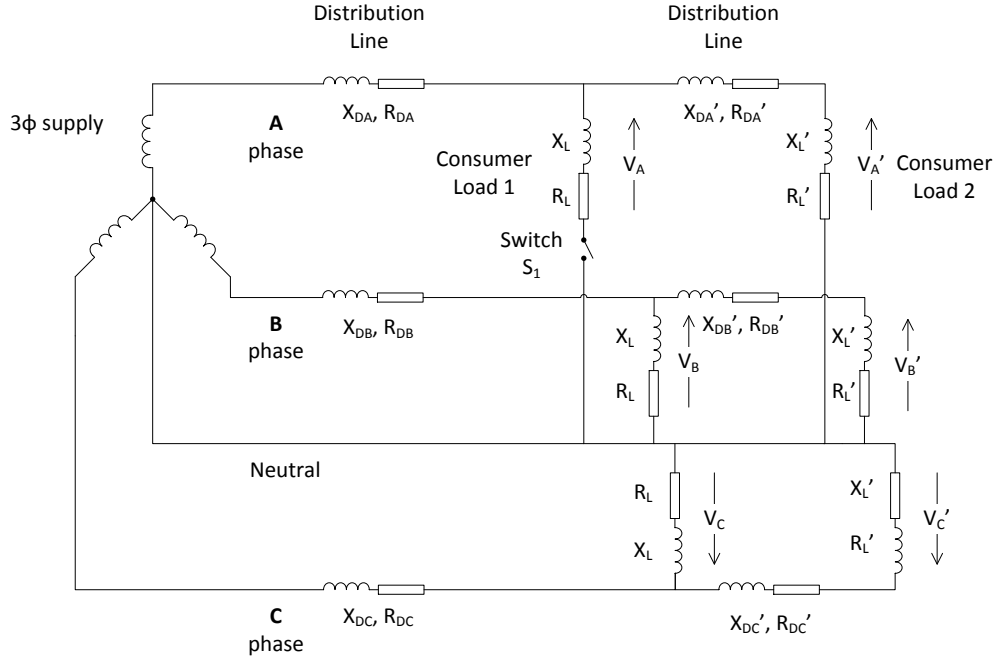 Distribution
Line
Distribution
Line
3ϕ supply
A
phase
X_DA, R_DA
X_DA', R_DA'
Consumer
Load 1
X_L
R_L
V_A
X_L'
R_L'
V_A'
Consumer
Load 2
Switch
S_1
B
phase
X_DB, R_DB
X_DB', R_DB'
X_L
R_L
V_B
X_L'
R_L'
V_B'
Neutral
R_L
X_L
V_C
X_L'
R_L'
V_C'
C
phase
X_DC, R_DC
X_DC', R_DC'